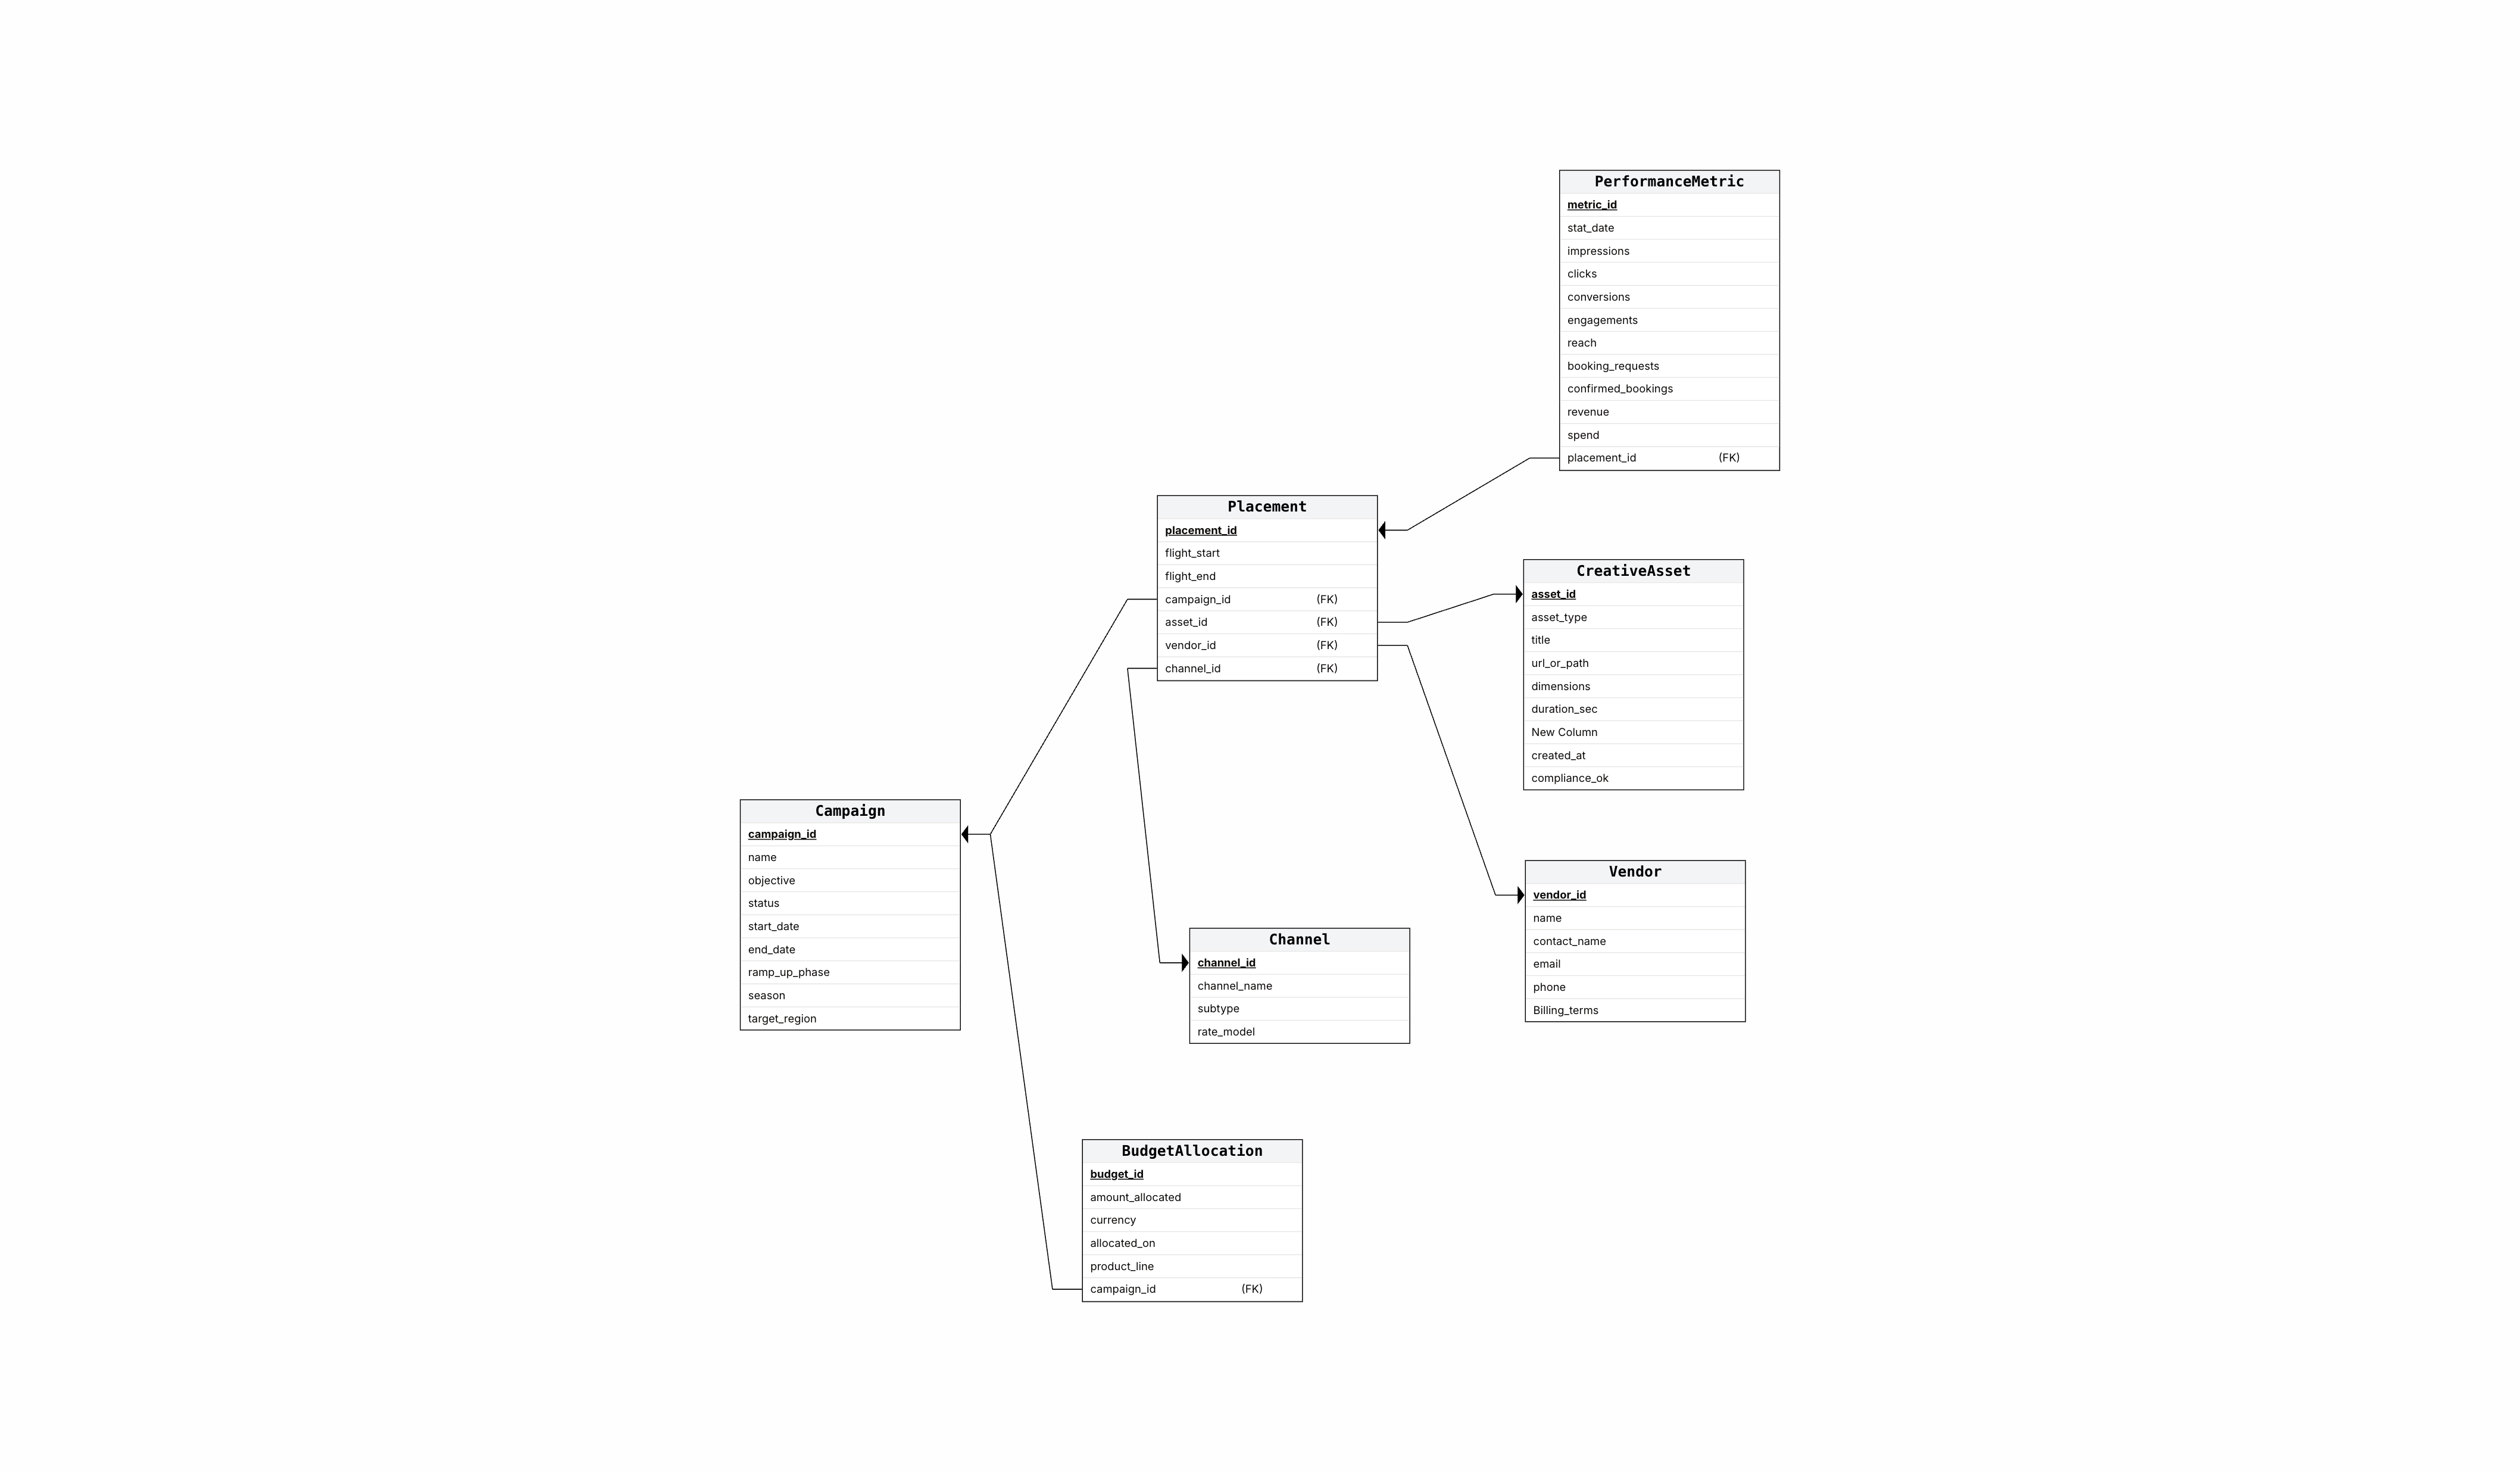 PerformanceMetric
metric_id
stat_date
impressions
clicks
conversions
engagements
reach
booking_requests
confirmed_bookings
revenue
spend
placement_id (FK)
Placement
placement_id
flight_start
flight_end
campaign_id (FK)
asset_id (FK)
vendor_id (FK)
channel_id (FK)
CreativeAsset
asset_id
asset_type
title
url_or_path
dimensions
duration_sec
New Column
created_at
compliance_ok
Campaign
campaign_id
name
objective
status
start_date
end_date
ramp_up_phase
season
target_region
Channel
channel_id
channel_name
subtype
rate_model
Vendor
vendor_id
name
contact_name
email
phone
Billing_terms
BudgetAllocation
budget_id
amount_allocated
currency
allocated_on
product_line
campaign_id (FK)